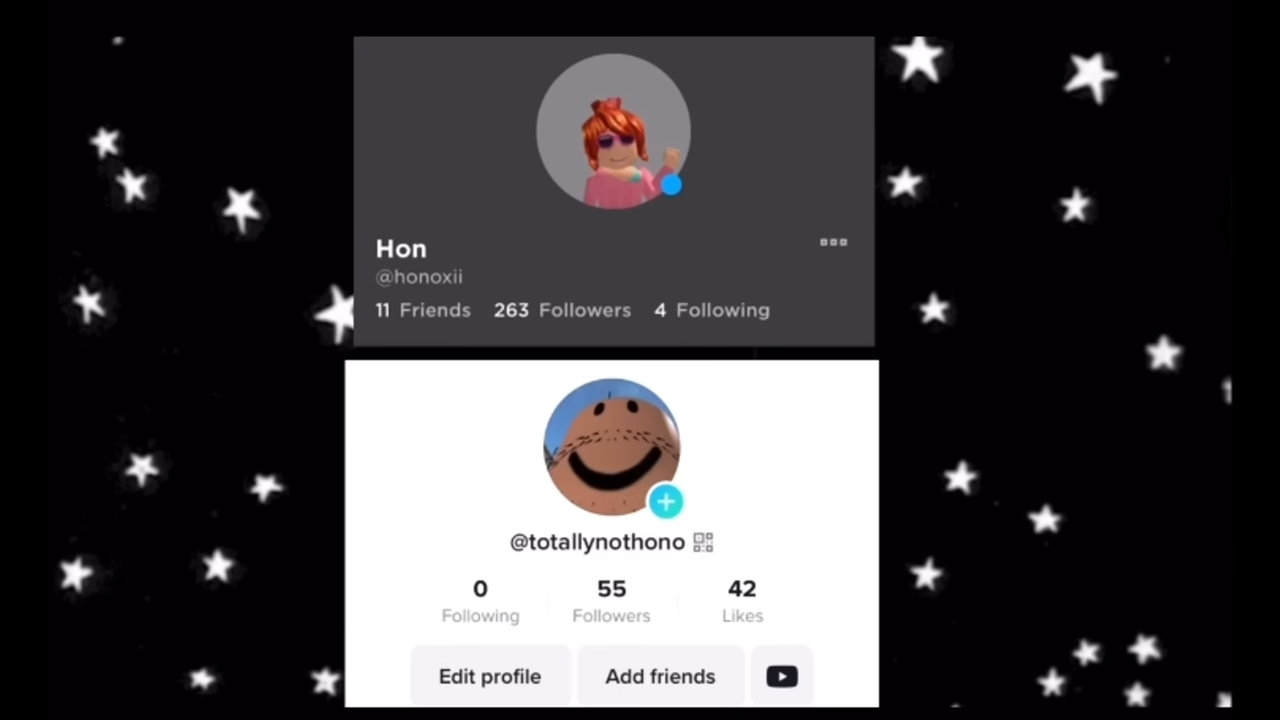 Hon
@honoxii
11 Friends 263 Followers 4 Following
@totallynothono
0 55 42
Following Followers Likes
Edit profile Add friends